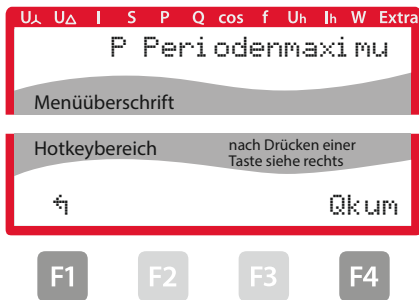 U⅄ U△ I S P Q cos f Uh Ih W Extra
P Periodenmaximu
Menüüberschrift
Hotkeybereich
nach Drücken einer
Taste siehe rechts
↰ Qkum
F1 F2 F3 F4